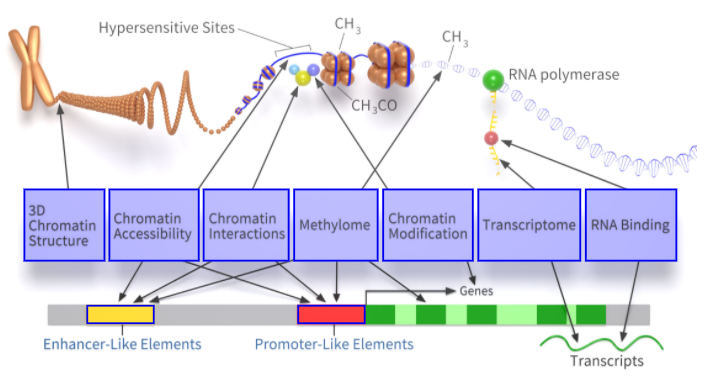 Hypersensitive Sites
CH3
CH3
RNA polymerase
CH3CO
3D
Chromatin
Structure
Chromatin
Accessibility
Chromatin
Interactions
Methylome
Chromatin
Modification
Transcriptome
RNA Binding
Genes
Enhancer-Like Elements
Promoter-Like Elements
Transcripts